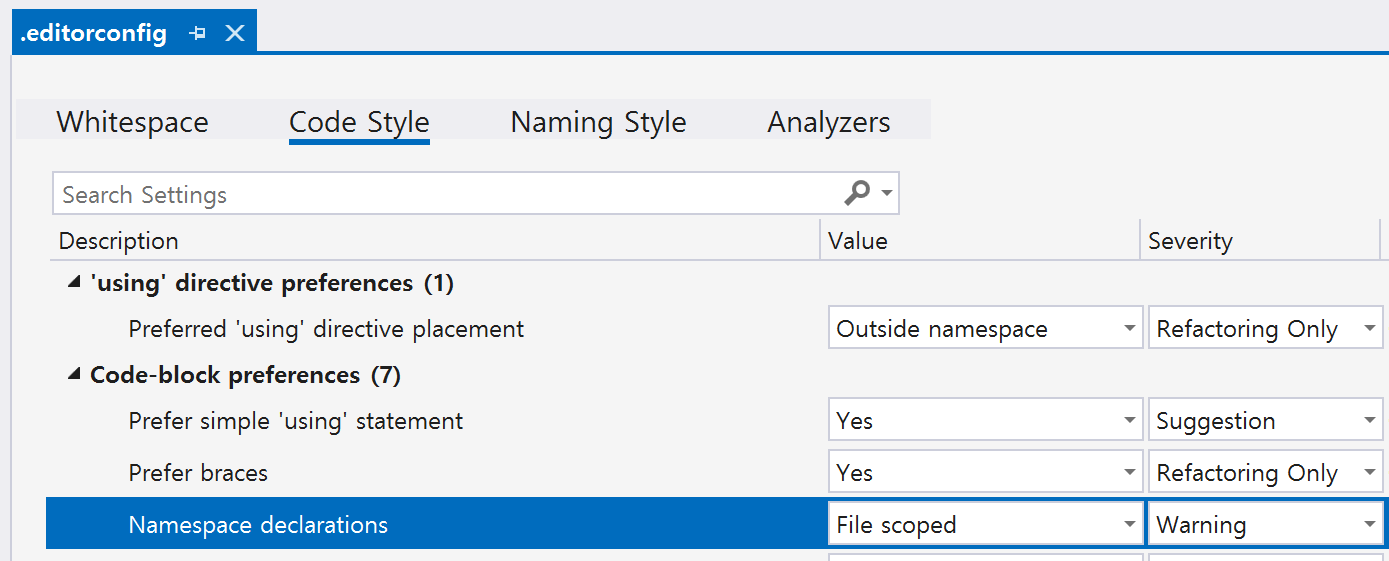 .editorconfig
Whitespace Code Style Naming Style Analyzers
Search Settings
Description Value Severity
'using' directive preferences (1)
Preferred 'using' directive placement Outside namespace Refactoring Only
Code-block preferences (7)
Prefer simple 'using' statement Yes Suggestion
Prefer braces Yes Refactoring Only
Namespace declarations File scoped Warning